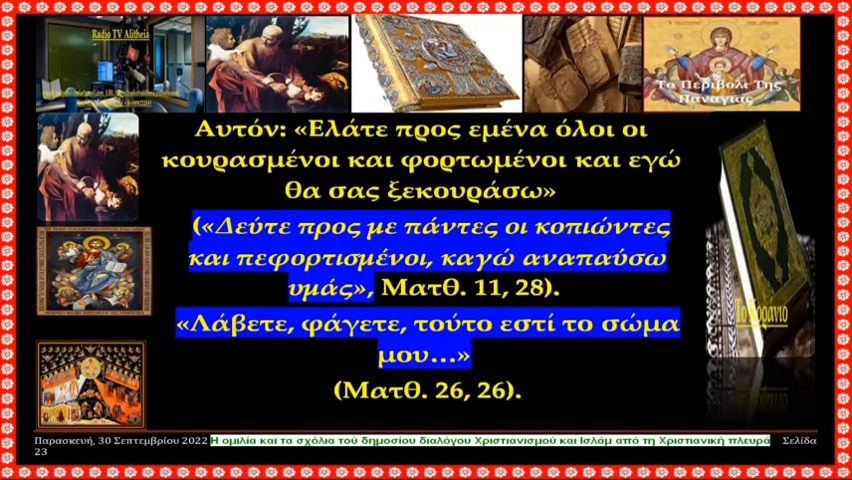 Radio TV Alitheia
Το Περιβολι Της
Παναγιας
Αυτόν: «Ελάτε προς εμένα όλοι οι
κουρασμένοι και φορτωμένοι και εγώ
θα σας ξεκουράσω»
(«Δεύτε προς με πάντες οι κοπιώντες
και πεφορτισμένοι, καγώ αναπαύσω
υμάς», Ματθ. 11, 28).
«Λάβετε, φάγετε, τούτο εστί το σώμα
μου...»
(Ματθ. 26, 26).
Το Κορανιο
Παρασκευή, 30 Σεπτεμβρίου 2022 Η ομιλία και τα σχόλια τού δημοσίου διαλόγου Χριστιανισμού και Ισλάμ από τη Χριστιανική πλευρά Σελίδα
23